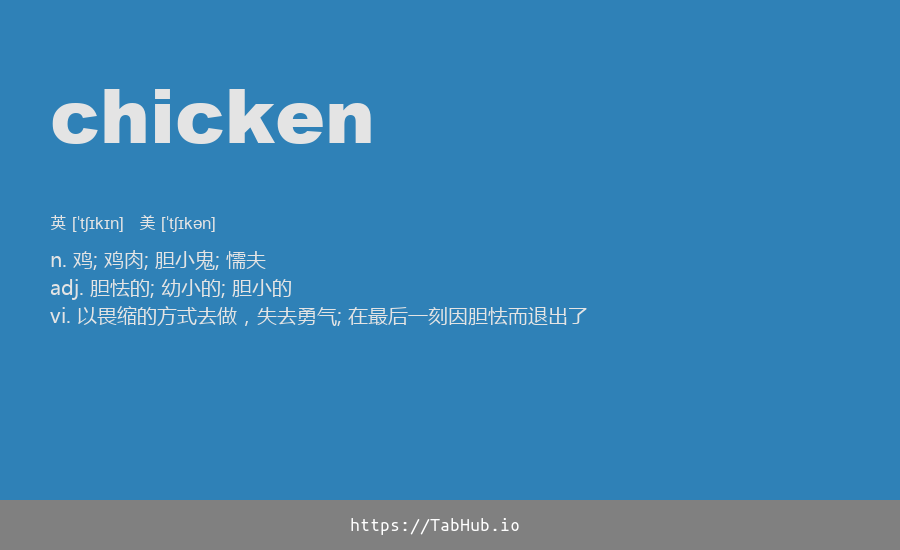 chicken
英 [ˈtʃɪkɪn] 美 [ˈtʃɪkən]
n. 鸡; 鸡肉; 胆小鬼; 懦夫
adj. 胆怯的; 幼小的; 胆小的
vi. 以畏缩的方式去做，失去勇气; 在最后一刻因胆怯而退出了
https://TabHub.io